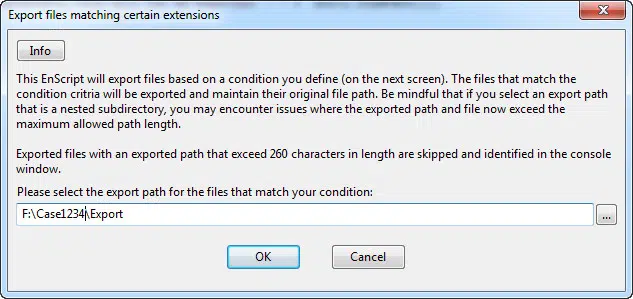 Export files matching certain extensions
Info
This EnScript will export files based on a condition you define (on the next screen). The files that match the
condition critria will be exported and maintain their original file path. Be mindful that if you select an export path
that is a nested subdirectory, you may encounter issues where the exported path and file now exceed the
maximum allowed path length.
Exported files with an exported path that exceed 260 characters in length are skipped and identified in the console
window.
Please select the export path for the files that match your condition:
F:\Case1234\Export
...
OK
Cancel